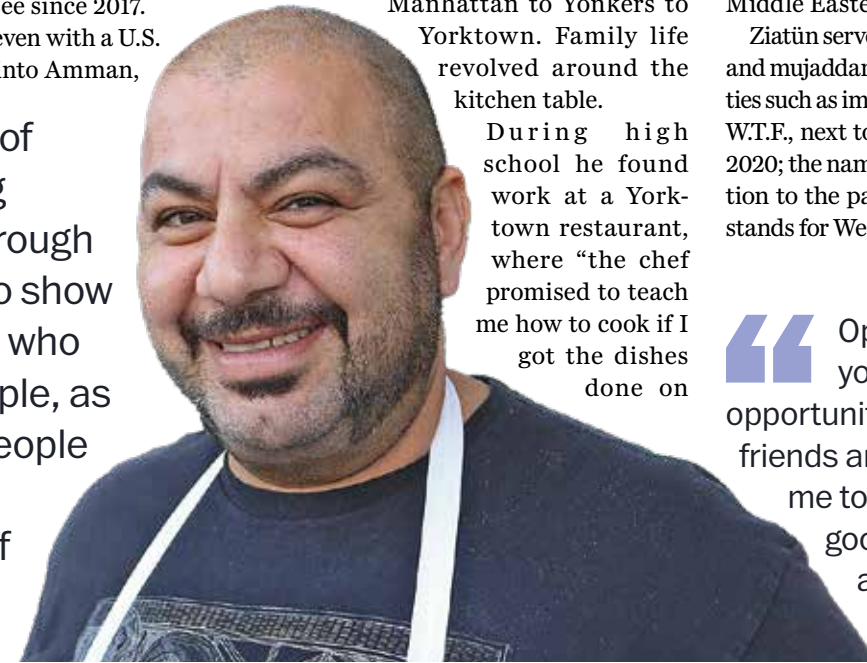 ee since 2017.
even with a U.S.
nto Amman,
of
g
rough
o show
who
ple, as
eople
f
Manhattan to Yonkers to
Yorktown. Family life
revolved around the
kitchen table.
During high
school he found
work at a York-
town restaurant,
where “the chef
promised to teach
me how to cook if I
got the dishes
done on
Middle Easte
Ziatün serve
and mujaddar
ties such as im
W.T.F., next to
2020; the nam
tion to the pa
stands for We
“ Op
yo
opportunit
friends ar
me to
goo
a